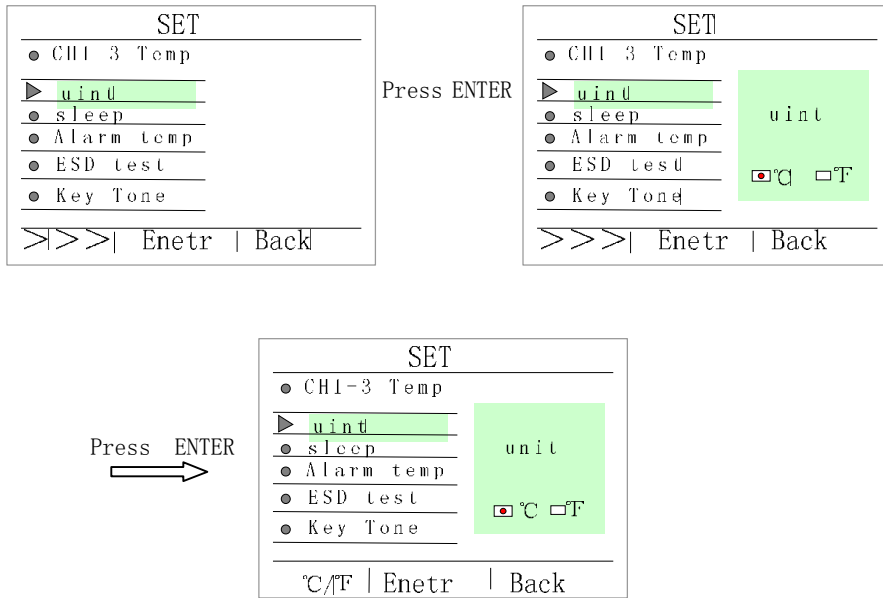 SET
CH1 3 Temp
uint
sleep
Alarm temp
ESD test
Key Tone
>>>| Enetr | Back
Press ENTER
SET
CH1 3 Temp
uint
sleep
Alarm temp
ESD test
Key Tone
uint
℃ ℉
>>>| Enetr | Back
Press ENTER
SET
CH1-3 Temp
uint
sleep
Alarm temp
ESD test
Key Tone
unit
℃ ℉
℃/℉ | Enetr | Back